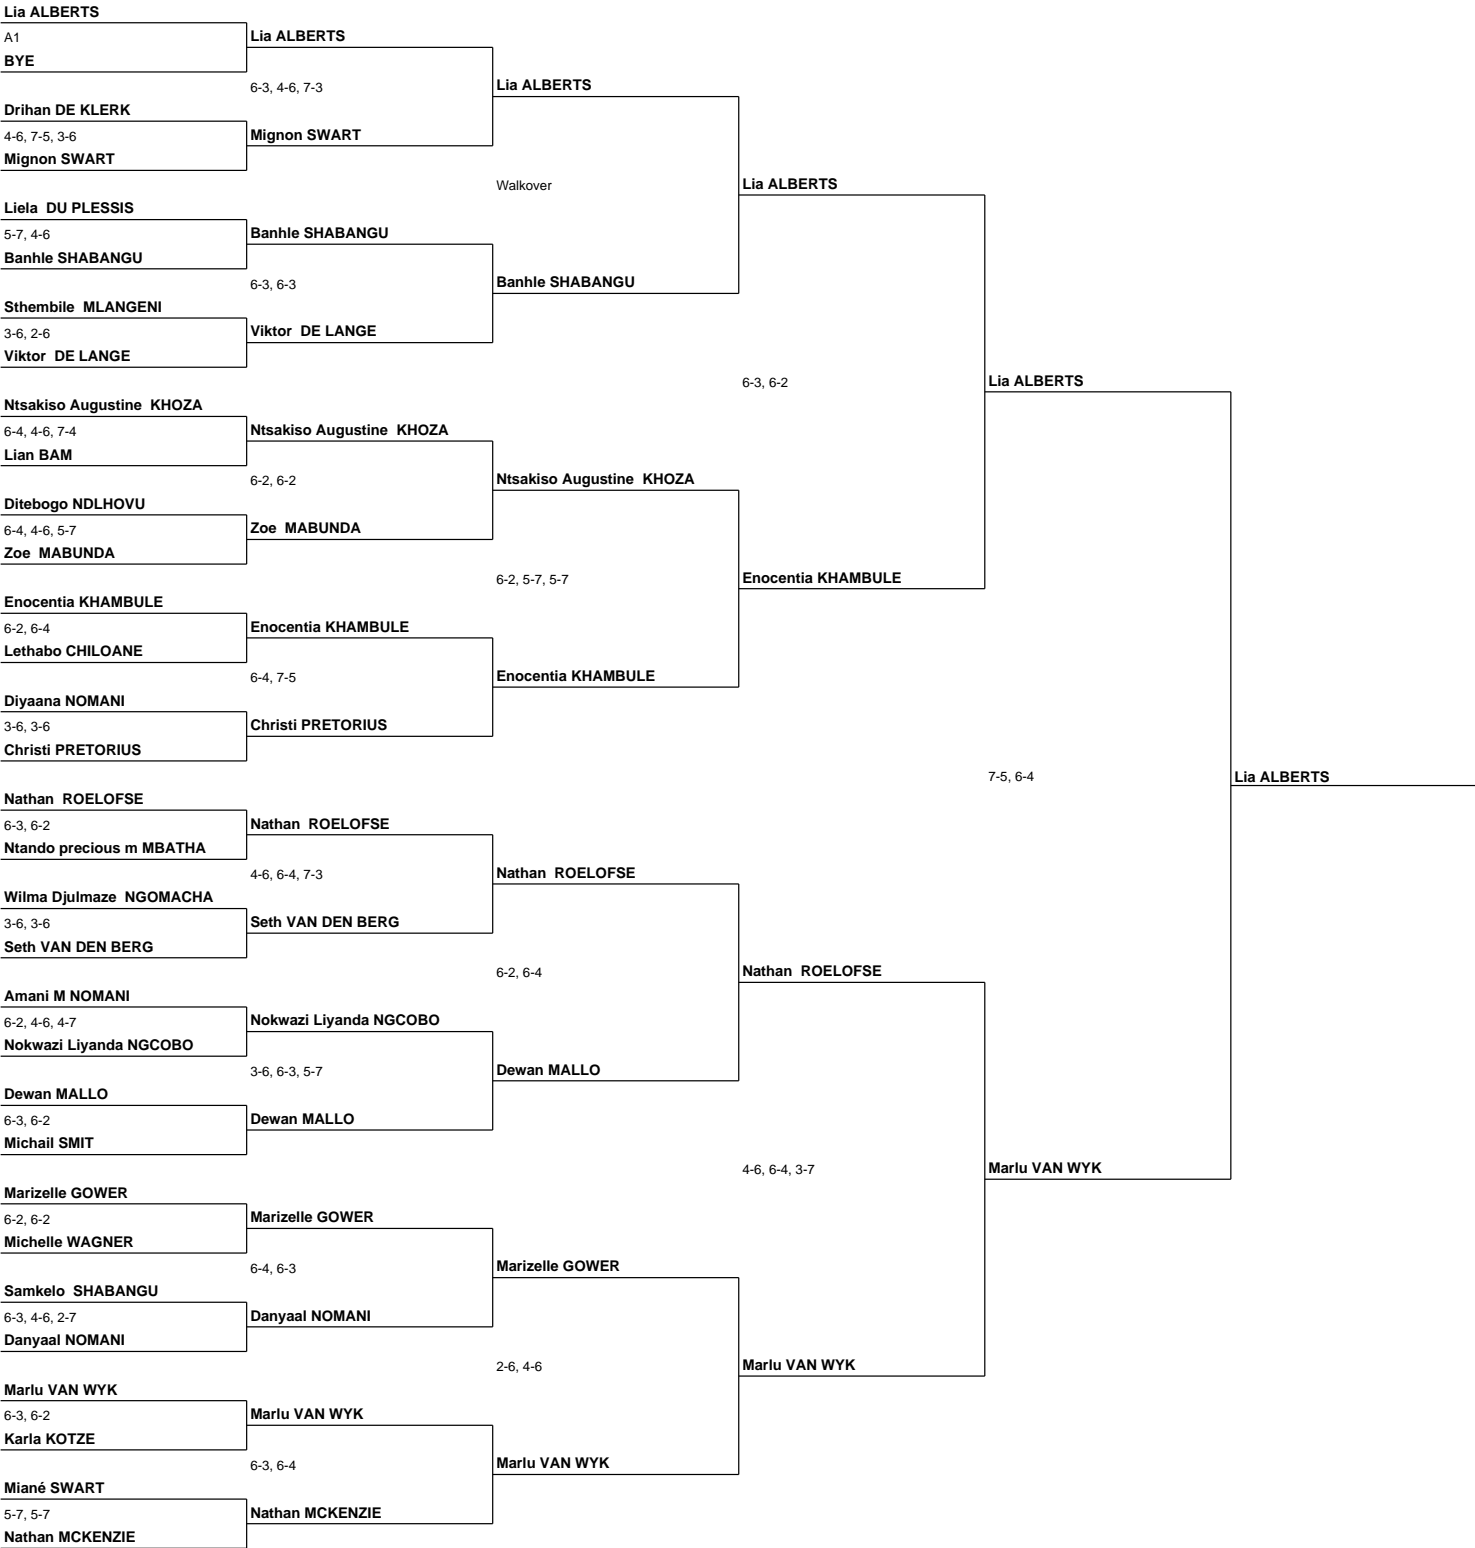 Lia ALBERTS
A1
BYE
Lia ALBERTS
6-3, 4-6, 7-3
Mignon SWART
Drihan DE KLERK
4-6, 7-5, 3-6
Mignon SWART
Lia ALBERTS
Walkover
Banhle SHABANGU
Liela DU PLESSIS
5-7, 4-6
Banhle SHABANGU
Banhle SHABANGU
6-3, 6-3
Viktor DE LANGE
Sthembile MLANGENI
3-6, 2-6
Viktor DE LANGE
Lia ALBERTS
6-3, 6-2
Enocentia KHAMBULE
Ntsakiso Augustine KHOZA
6-4, 4-6, 7-4
Lian BAM
Ntsakiso Augustine KHOZA
6-2, 6-2
Zoe MABUNDA
Ditebogo NDLHOVU
6-4, 4-6, 5-7
Zoe MABUNDA
Ntsakiso Augustine KHOZA
6-2, 5-7, 5-7
Enocentia KHAMBULE
Enocentia KHAMBULE
6-2, 6-4
Lethabo CHILOANE
Enocentia KHAMBULE
6-4, 7-5
Christi PRETORIUS
Diyaana NOMANI
3-6, 3-6
Christi PRETORIUS
Lia ALBERTS
7-5, 6-4
Marlu VAN WYK
Lia ALBERTS
Nathan ROELOFSE
6-3, 6-2
Ntando precious m MBATHA
Nathan ROELOFSE
4-6, 6-4, 7-3
Seth VAN DEN BERG
Wilma Djulmaze NGOMACHA
3-6, 3-6
Seth VAN DEN BERG
Nathan ROELOFSE
6-2, 6-4
Dewan MALLO
Amani M NOMANI
6-2, 4-6, 4-7
Nokwazi Liyanda NGCOBO
Nokwazi Liyanda NGCOBO
3-6, 6-3, 5-7
Dewan MALLO
Dewan MALLO
6-3, 6-2
Michail SMIT
Nathan ROELOFSE
4-6, 6-4, 3-7
Marlu VAN WYK
Marizelle GOWER
6-2, 6-2
Michelle WAGNER
Marizelle GOWER
6-4, 6-3
Danyaal NOMANI
Samkelo SHABANGU
6-3, 4-6, 2-7
Danyaal NOMANI
Marizelle GOWER
2-6, 4-6
Marlu VAN WYK
Marlu VAN WYK
6-3, 6-2
Karla KOTZE
Marlu VAN WYK
6-3, 6-4
Nathan MCKENZIE
Miané SWART
5-7, 5-7
Nathan MCKENZIE